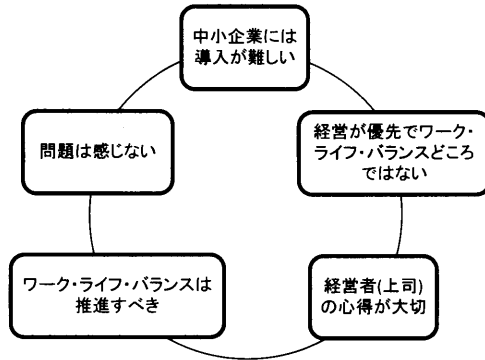 中小企業には
導入が難しい
問題は感じない
経営が優先でワーク・
ライフ・バランスどころ
ではない
ワーク・ライフ・バランスは
推進すべき
経営者(上司)
の心得が大切